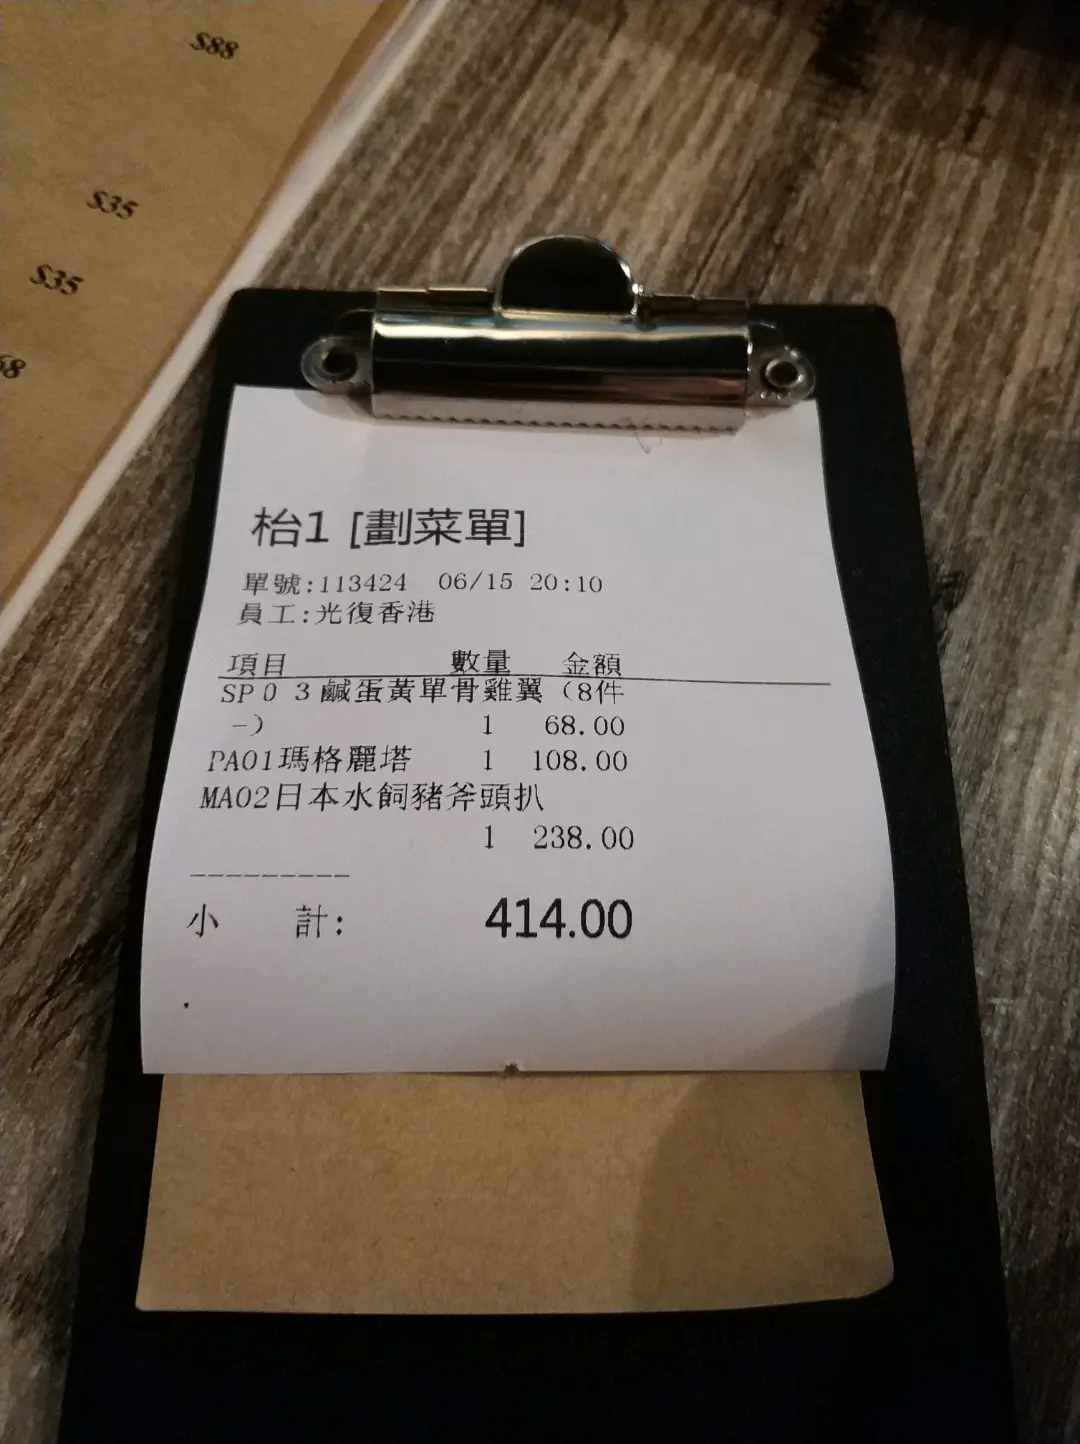 $88
$35
$35
68
枱1 [劃菜單]
單號:113424 06/15 20:10
員工:光復香港
項目 數量 金額
SP03鹹蛋黃單骨雞翼 (8件
-) 1 68.00
PA01瑪格麗塔 1 108.00
MA02日本水飼豬斧頭扒
1 238.00
---------
小 計: 414.00
.